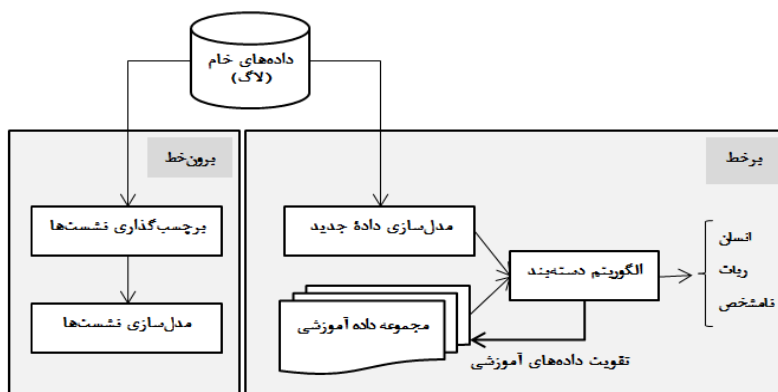 داده‌های خام
(لاگ)
برخط
برون‌خط
مدل‌سازی دادهٔ جدید
برچسب‌گذاری نشست‌ها
انسان
الگوریتم دسته‌بند
ربات
نامشخص
مجموعه داده آموزشی
مدل‌سازی نشست‌ها
تقویت داده‌های آموزشی